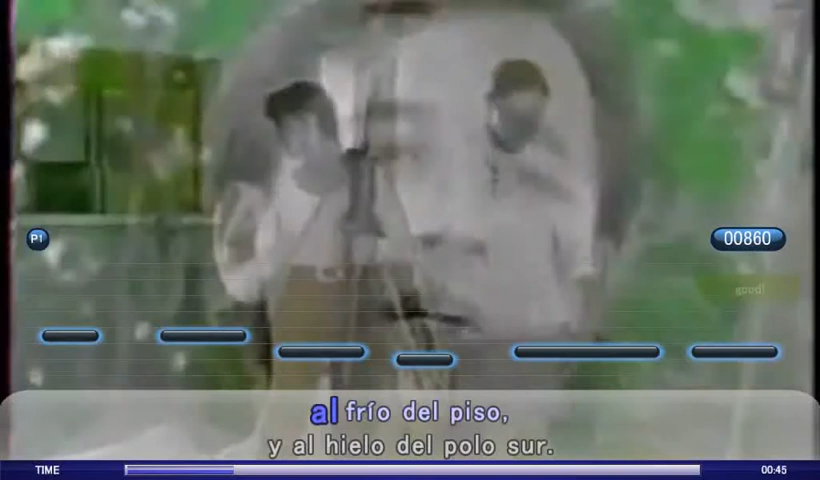 P1
00860
good!
al frío del piso,
y al hielo del polo sur.
TIME
00:45